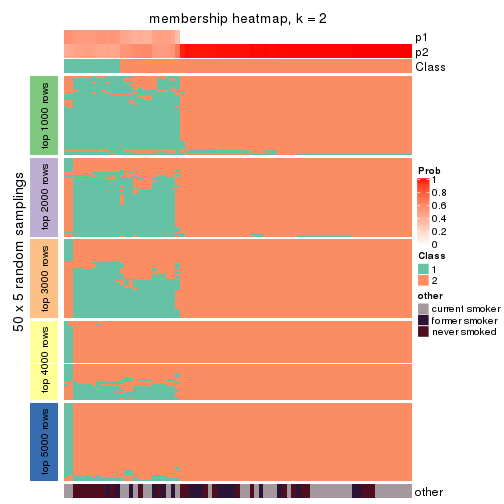 membership heatmap, k = 2
p1
p2
Class
50 x 5 random samplings
top 1000 rows
top 2000 rows
top 3000 rows
top 4000 rows
top 5000 rows
Prob
1
0.8
0.6
0.4
0.2
0
Class
1
2
other
current smoker
former smoker
never smoked
other